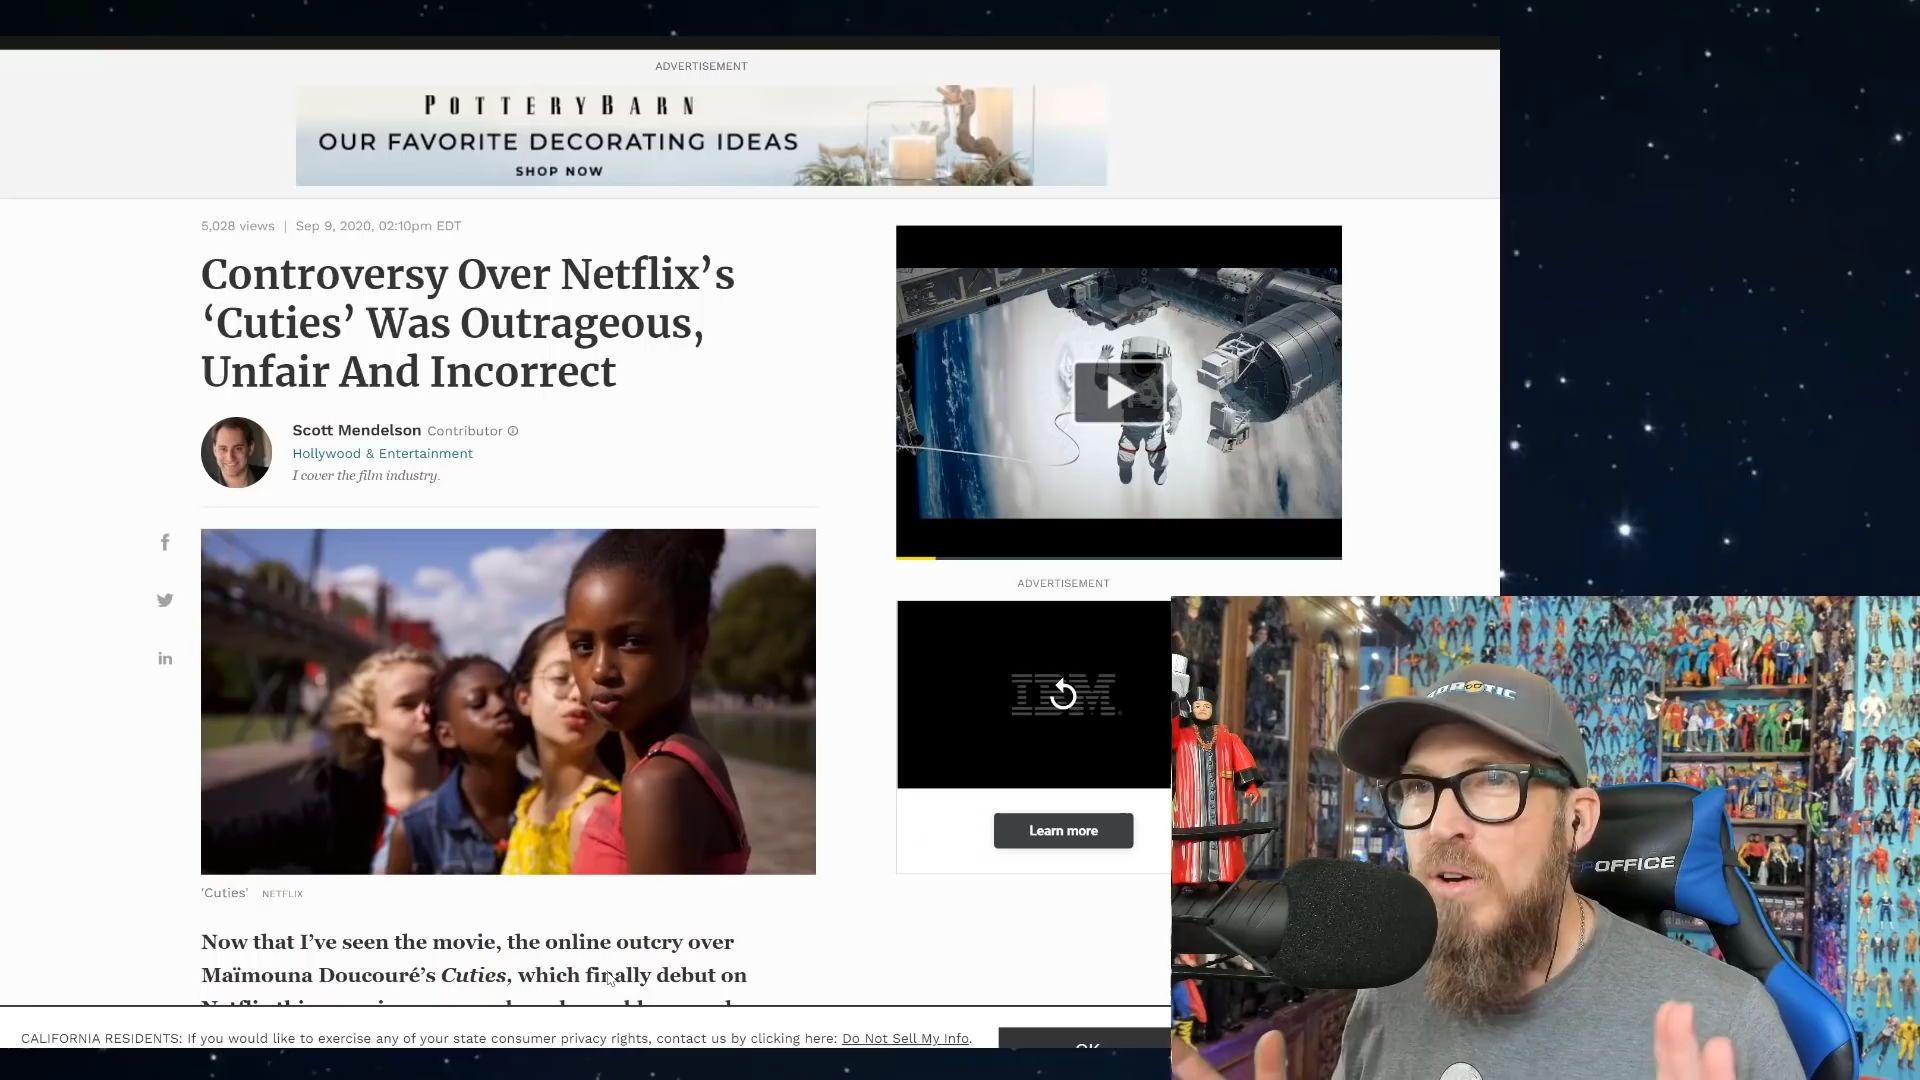 ADVERTISEMENT
POTTERYBARN
OUR FAVORITE DECORATING IDEAS
SHOP NOW
5,028 views | Sep 9, 2020, 02:10pm EDT
Controversy Over Netflix’s
‘Cuties’ Was Outrageous,
Unfair And Incorrect
Scott Mendelson Contributor
Hollywood & Entertainment
I cover the film industry.
ADVERTISEMENT
IBM
Learn more
'Cuties' NETFLIX
Now that I’ve seen the movie, the online outcry over
Maïmouna Doucouré’s Cuties, which finally debut on
CALIFORNIA RESIDENTS: If you would like to exercise any of your state consumer privacy rights, contact us by clicking here: Do Not Sell My Info.
OK
OFFICE